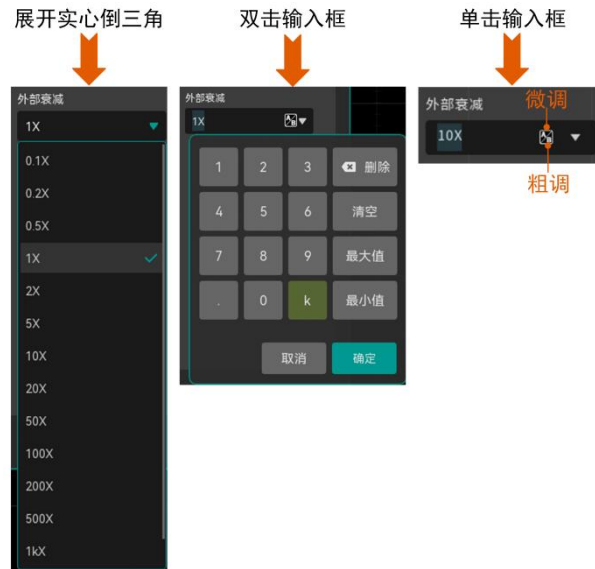 展开实心倒三角
双击输入框
单击输入框
外部衰减
1X
0.1X
0.2X
0.5X
1X
2X
5X
10X
20X
50X
100X
200X
500X
1kX
外部衰减
1X
1 2 3 删除
4 5 6 清空
7 8 9 最大值
. 0 k 最小值
取消 确定
外部衰减
微调
10X
粗调